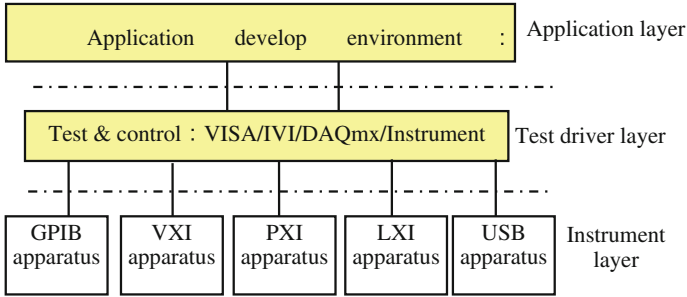 Application develop environment :
Application layer
Test & control : VISA/IVI/DAQmx/Instrument
Test driver layer
GPIB apparatus
VXI apparatus
PXI apparatus
LXI apparatus
USB apparatus
Instrument layer